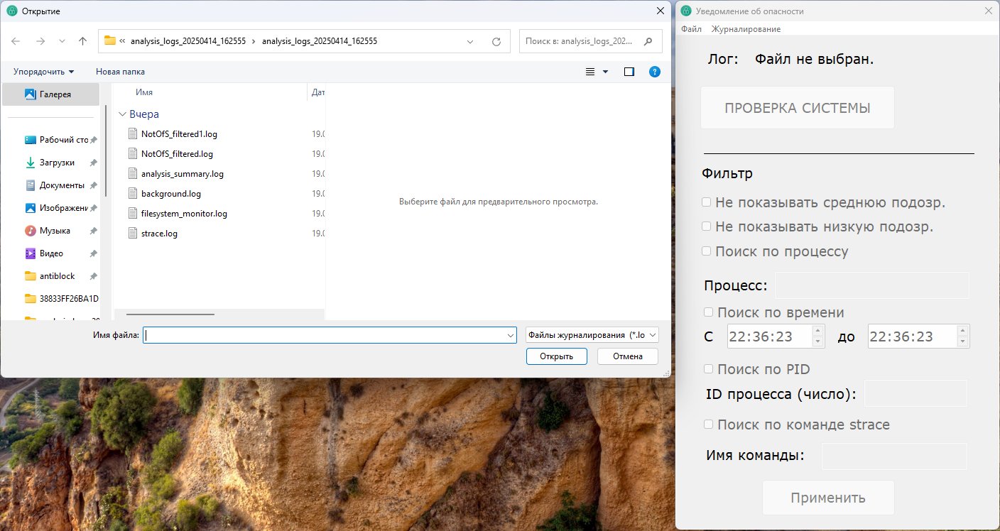 Открытие
« analysis_logs_20250414_162555 › analysis_logs_20250414_162555
Поиск в: analysis_logs_202...
Упорядочить
Новая папка
?
Галерея
Рабочий сто
Загрузки
Документы
Изображени
Музыка
Видео
antiblock
38833FF26BA1D
Имя
Дат
Вчера
NotOfS_filtered1.log 19.0
NotOfS_filtered.log 19.0
analysis_summary.log 19.0
background.log 19.0
filesystem_monitor.log 19.0
strace.log 19.0
Выберите файл для предварительного просмотра.
Имя файла:
Файлы журналирования (*.lo
Открыть
Отмена
Уведомление об опасности
Файл Журналирование
Лог: Файл не выбран.
ПРОВЕРКА СИСТЕМЫ
Фильтр
Не показывать среднюю подозр.
Не показывать низкую подозр.
Поиск по процессу
Процесс:
Поиск по времени
С 22:36:23 до 22:36:23
Поиск по PID
ID процесса (число):
Поиск по команде strace
Имя команды:
Применить